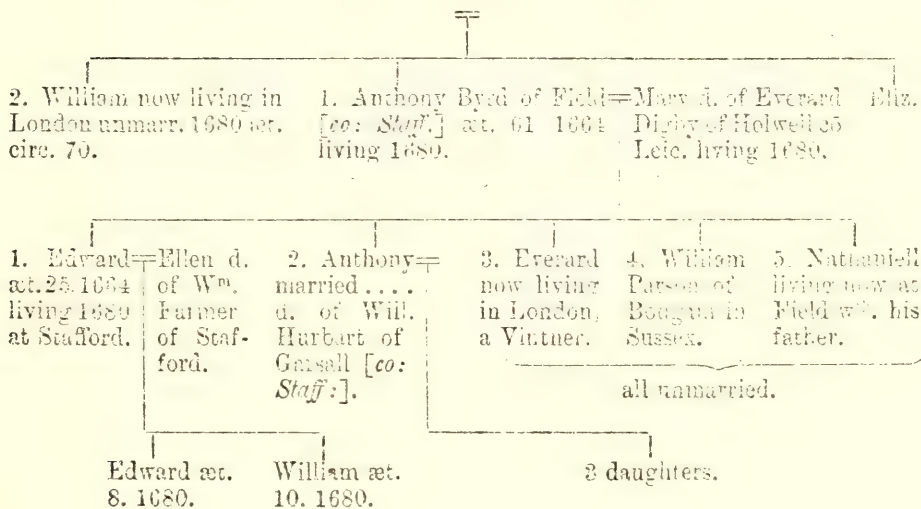 2. William now living in
London unmarr. 1680 æt.
circ. 70.
1. Anthony Byrd of Field=Mary d. of Everard
[co: Staff.] æt. 61 1664
living 1680.
Digby of Holwell co
Leic. living 1680.
Eliz.
1. Edward=Ellen d.
æt. 25. 1664
living 1680
at Stafford.
of Wm.
Farmer
of Staf-
ford.
2. Anthony=
married ....
d. of Will.
Hurbart of
Garsall [co:
Staff:].
3. Everard
now living
in London,
a Vintner.
4. William
Parson of
in
Sussex.
5. Nathaniell
living now at
Field wth. his
father.
all unmarried.
Edward æt.
8. 1680.
William æt.
10. 1680.
3 daughters.